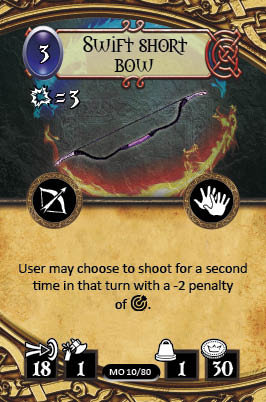 3
Swift short
bow
=3
User may choose to shoot for a second
time in that turn with a -2 penalty
of .
18 1 MO 10/80 1 30